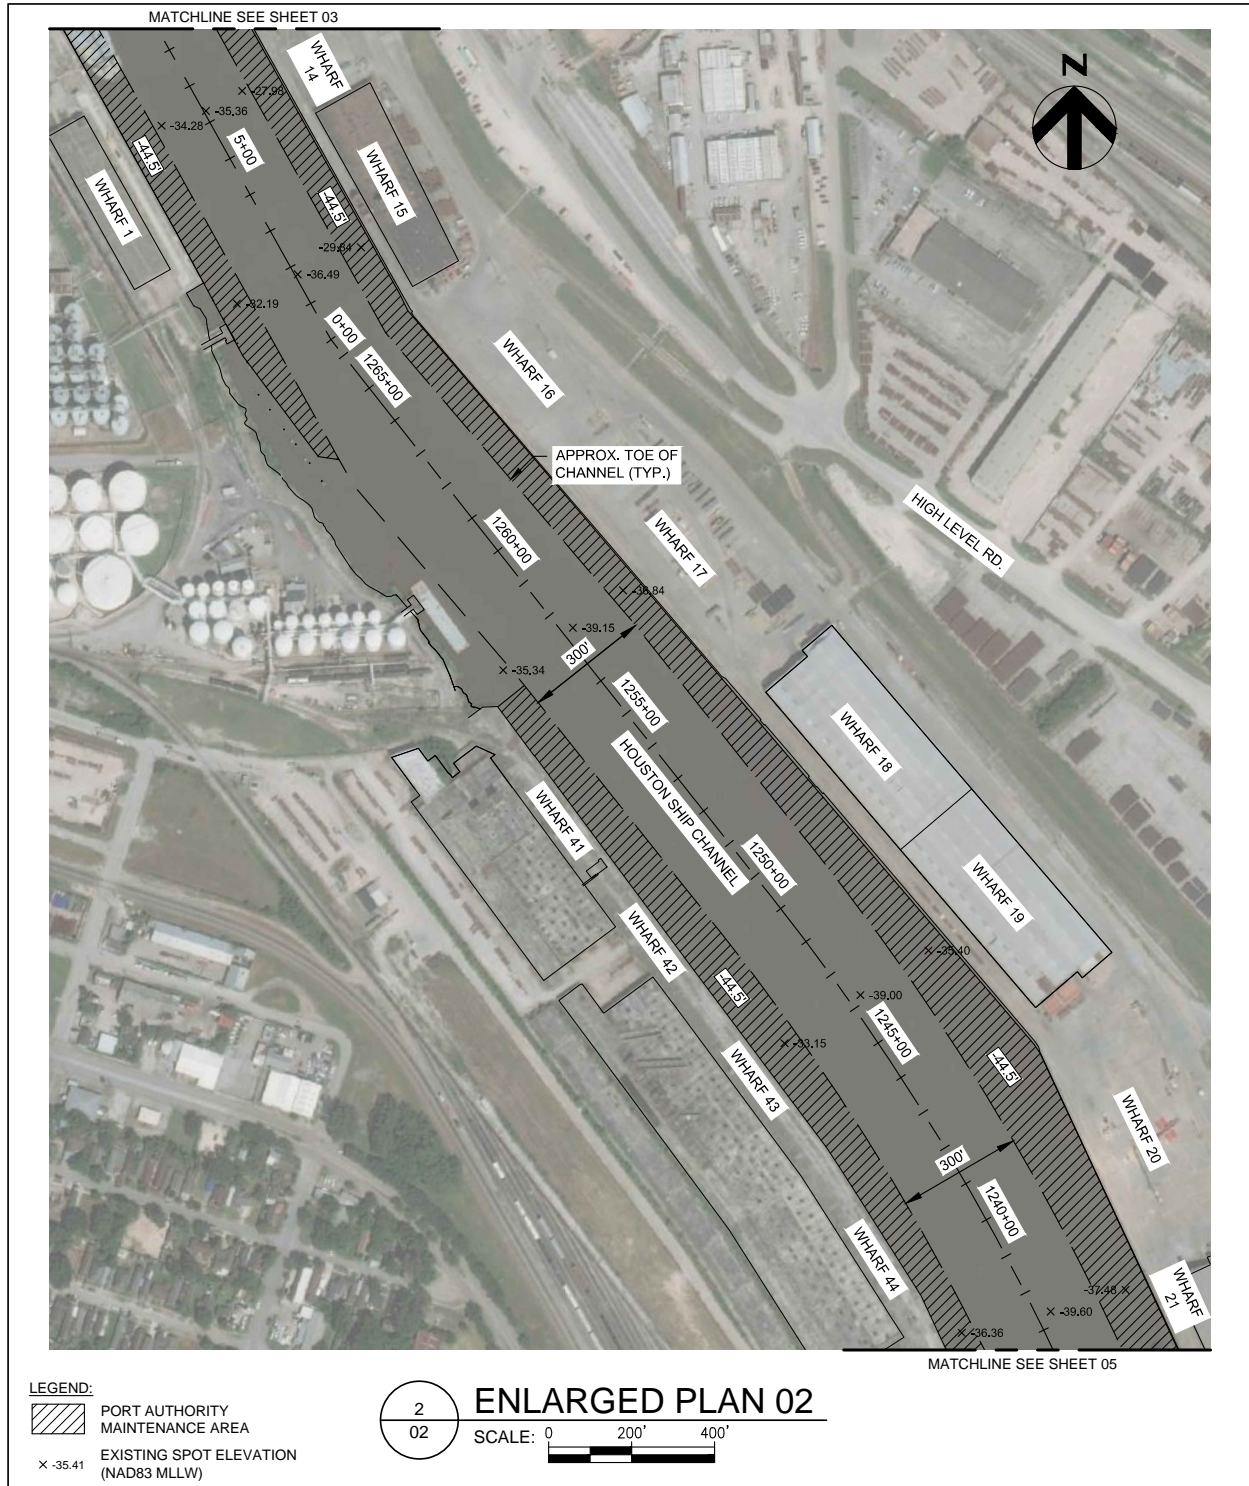 MATCHLINE SEE SHEET 03
WHARF
14
N
-27.98
-35.36
-34.28
5+00
-44.5'
WHARF 1
WHARF 15
-44.5'
-29.84
-36.49
-32.19
0+00
1265+00
WHARF 16
APPROX. TOE OF
CHANNEL (TYP.)
1260+00
WHARF 17
HIGH LEVEL RD.
-36.84
-39.15
300'
-35.34
1255+00
WHARF 18
HOUSTON SHIP CHANNEL
WHARF 41
1250+00
WHARF 19
WHARF 42
-35.40
-44.5'
-39.00
1245+00
-33.15
-44.5'
WHARF 43
WHARF 20
300'
1240+00
WHARF 44
-37.48
WHARF
21
-39.60
-36.36
MATCHLINE SEE SHEET 05
LEGEND:
PORT AUTHORITY
MAINTENANCE AREA
× -35.41
EXISTING SPOT ELEVATION
(NAD83 MLLW)
2
02
ENLARGED PLAN 02
SCALE: 0 200' 400'